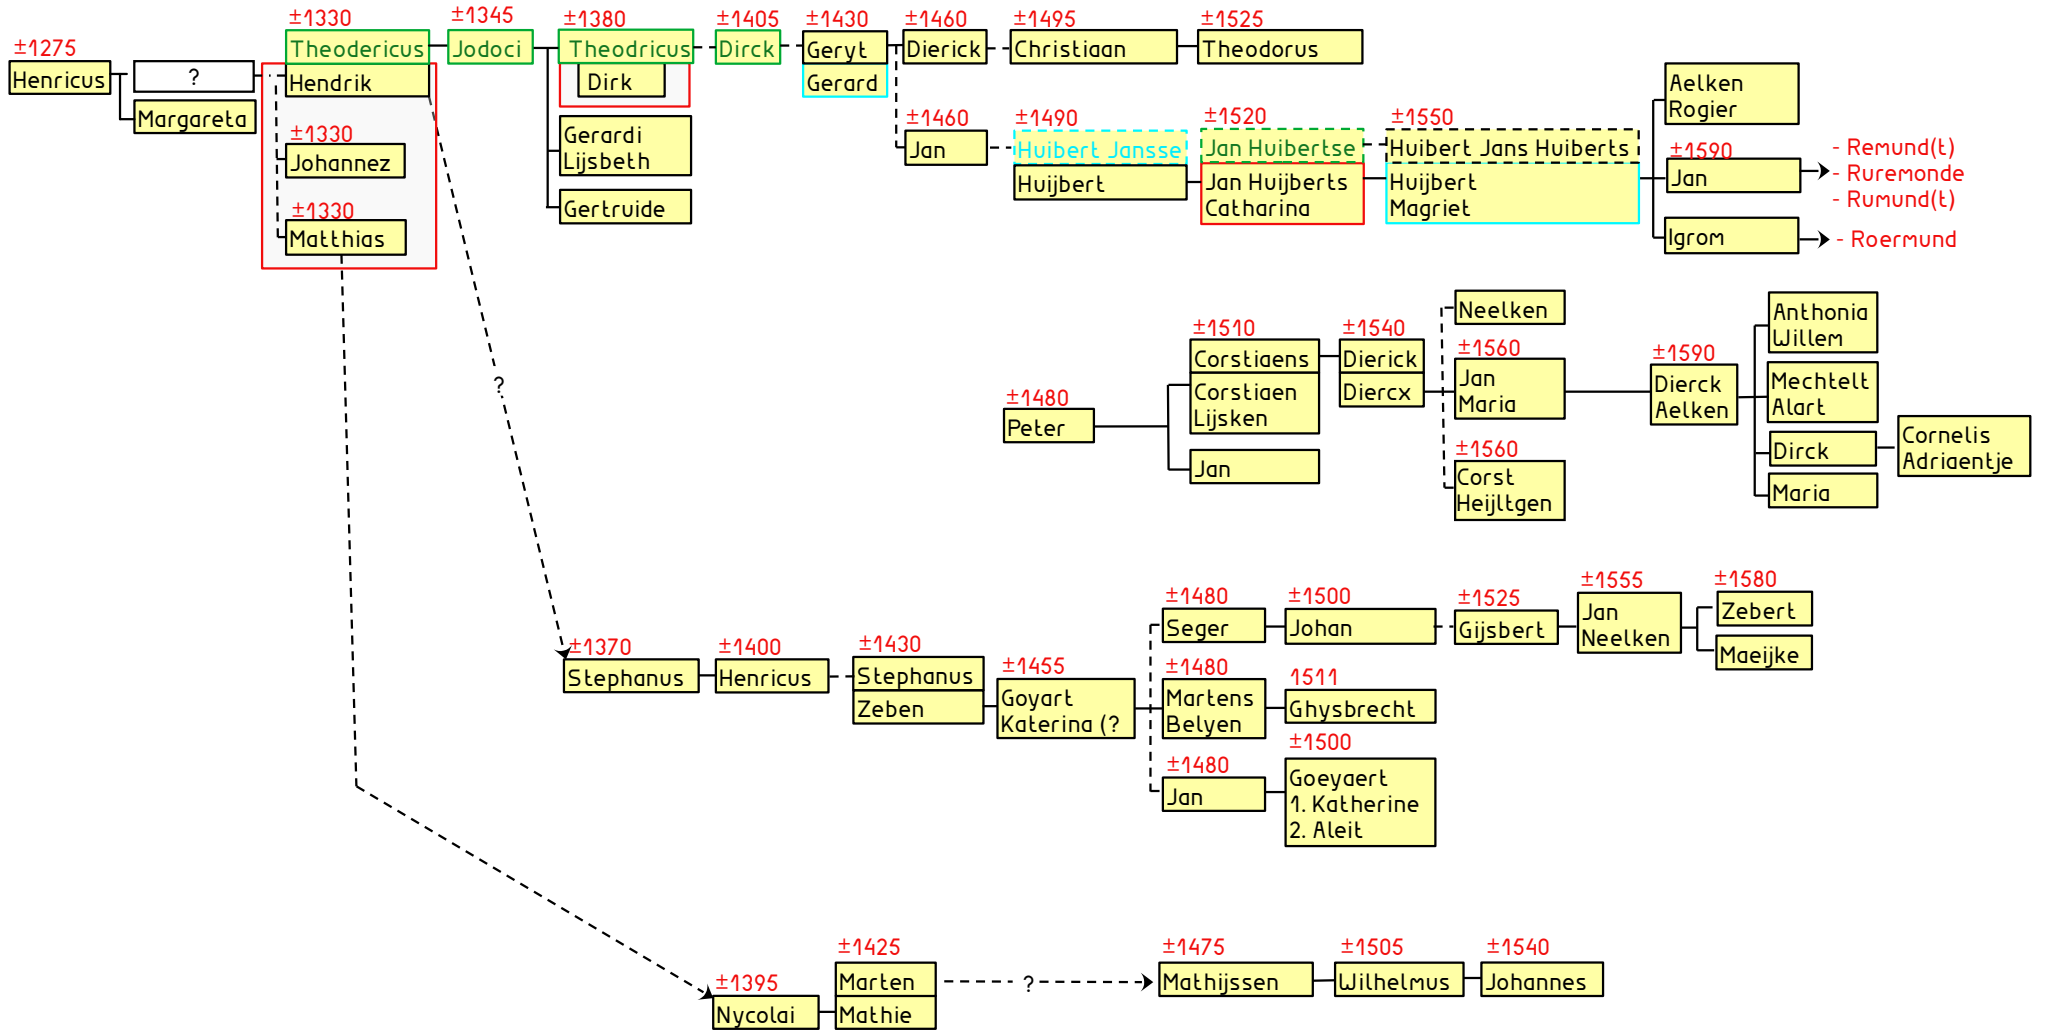 ±1275
Henricus
?
Margareta
±1330
Theodericus
Hendrik
±1330
Johannez
±1330
Matthias
±1345
Jodoci
±1380
Theodricus
Dirk
Gerardi
Lijsbeth
Gertruide
±1405
Dirck
±1430
Geryt
Gerard
±1460
Dierick
±1495
Christiaan
±1525
Theodorus
±1460
Jan
±1490
Huibert Jansse
Huijbert
±1520
Jan Huibertse
Jan Huijberts
Catharina
±1550
Huibert Jans Huiberts
Huijbert
Magriet
Aelken
Rogier
±1590
Jan
- Remund(t)
- Ruremonde
- Rumund(t)
Igrom
- Roermund
?
±1480
Peter
±1510
Corstiaens
Corstiaen
Lijsken
Jan
±1540
Dierick
Diercx
Neelken
±1560
Jan
Maria
±1560
Corst
Heijltgen
±1590
Dierck
Aelken
Anthonia
Willem
Mechtelt
Alart
Dirck
Maria
Cornelis
Adriaentje
±1370
Stephanus
±1400
Henricus
±1430
Stephanus
Zeben
±1455
Goyart
Katerina (?
±1480
Seger
±1500
Johan
±1525
Gijsbert
±1555
Jan
Neelken
±1580
Zebert
Maeijke
±1480
Martens
Belyen
1511
Ghysbrecht
±1480
Jan
±1500
Goeyaert
1. Katherine
2. Aleit
±1395
Nycolai
±1425
Marten
Mathie
?
±1475
Mathijssen
±1505
Wilhelmus
±1540
Johannes